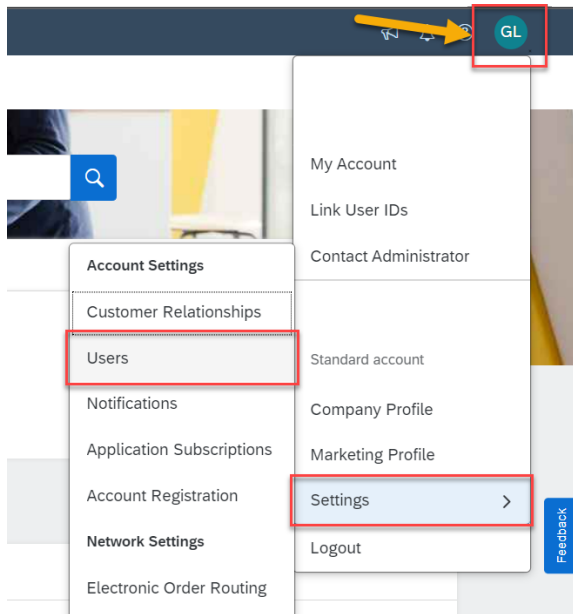 GL
My Account
Link User IDs
Contact Administrator
Standard account
Company Profile
Marketing Profile
Settings
Logout
Account Settings
Customer Relationships
Users
Notifications
Application Subscriptions
Account Registration
Network Settings
Electronic Order Routing
Feedback